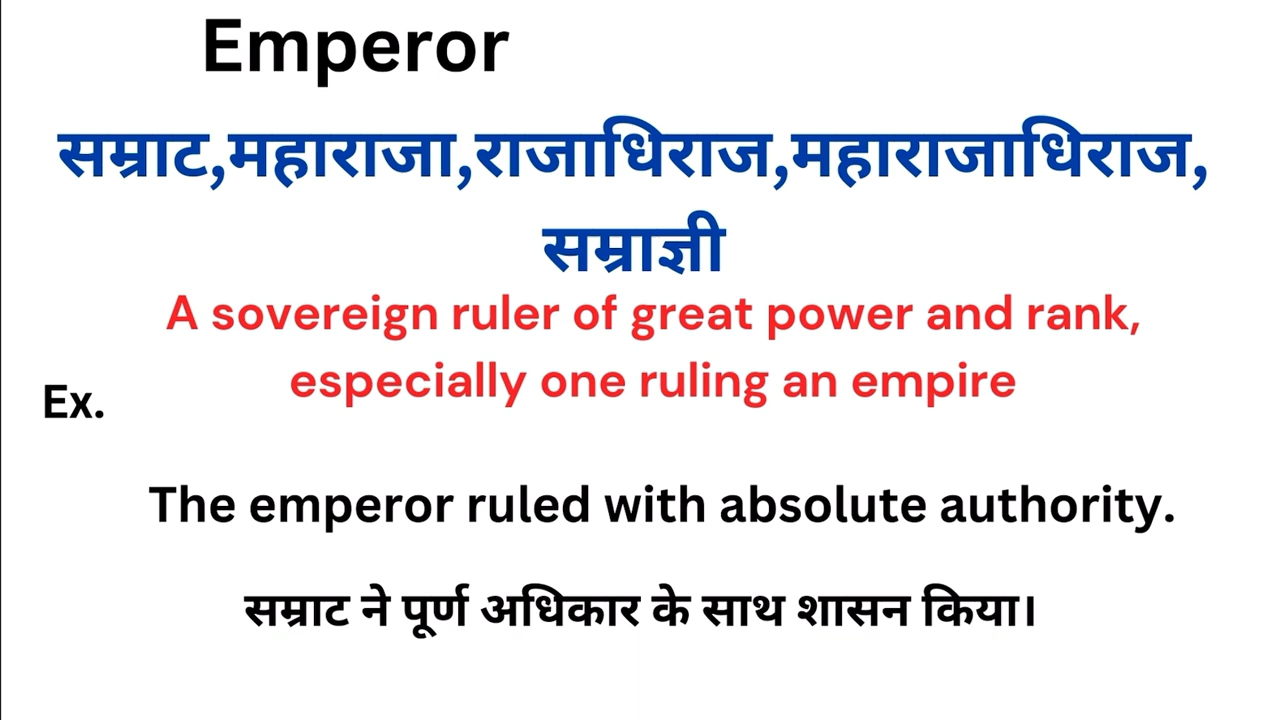 Emperor
सम्राट,महाराजा,राजाधिराज,महाराजाधिराज,
सम्राज्ञी
A sovereign ruler of great power and rank,
especially one ruling an empire
Ex.
The emperor ruled with absolute authority.
सम्राट ने पूर्ण अधिकार के साथ शासन किया।